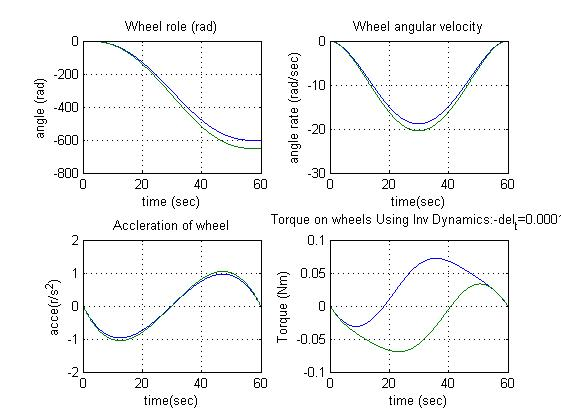 Wheel role (rad)
0
-200
-400
-600
-800
angle (rad)
0 20 40 60
time (sec)
Wheel angular velocity
0
-10
-20
-30
angle rate (rad/sec)
0 20 40 60
time (sec)
Accleration of wheel
2
1
0
-1
-2
acce(r/s²)
0 20 40 60
time(sec)
Torque on wheels Using Inv Dynamics:-del_t=0.0001
0.1
0.05
0
-0.05
-0.1
Torque (Nm)
0 20 40 60
time(sec)